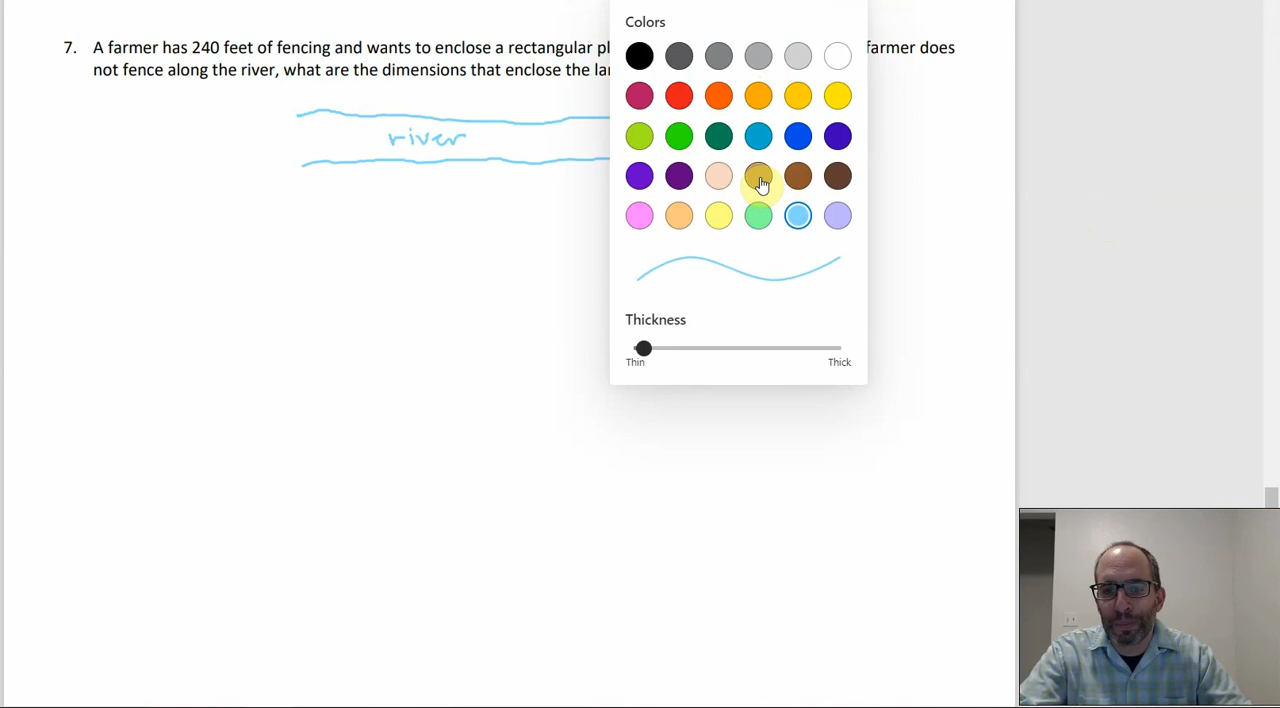 Colors
7. A farmer has 240 feet of fencing and wants to enclose a rectangular pl farmer does
not fence along the river, what are the dimensions that enclose the la
river
Thickness
Thin Thick